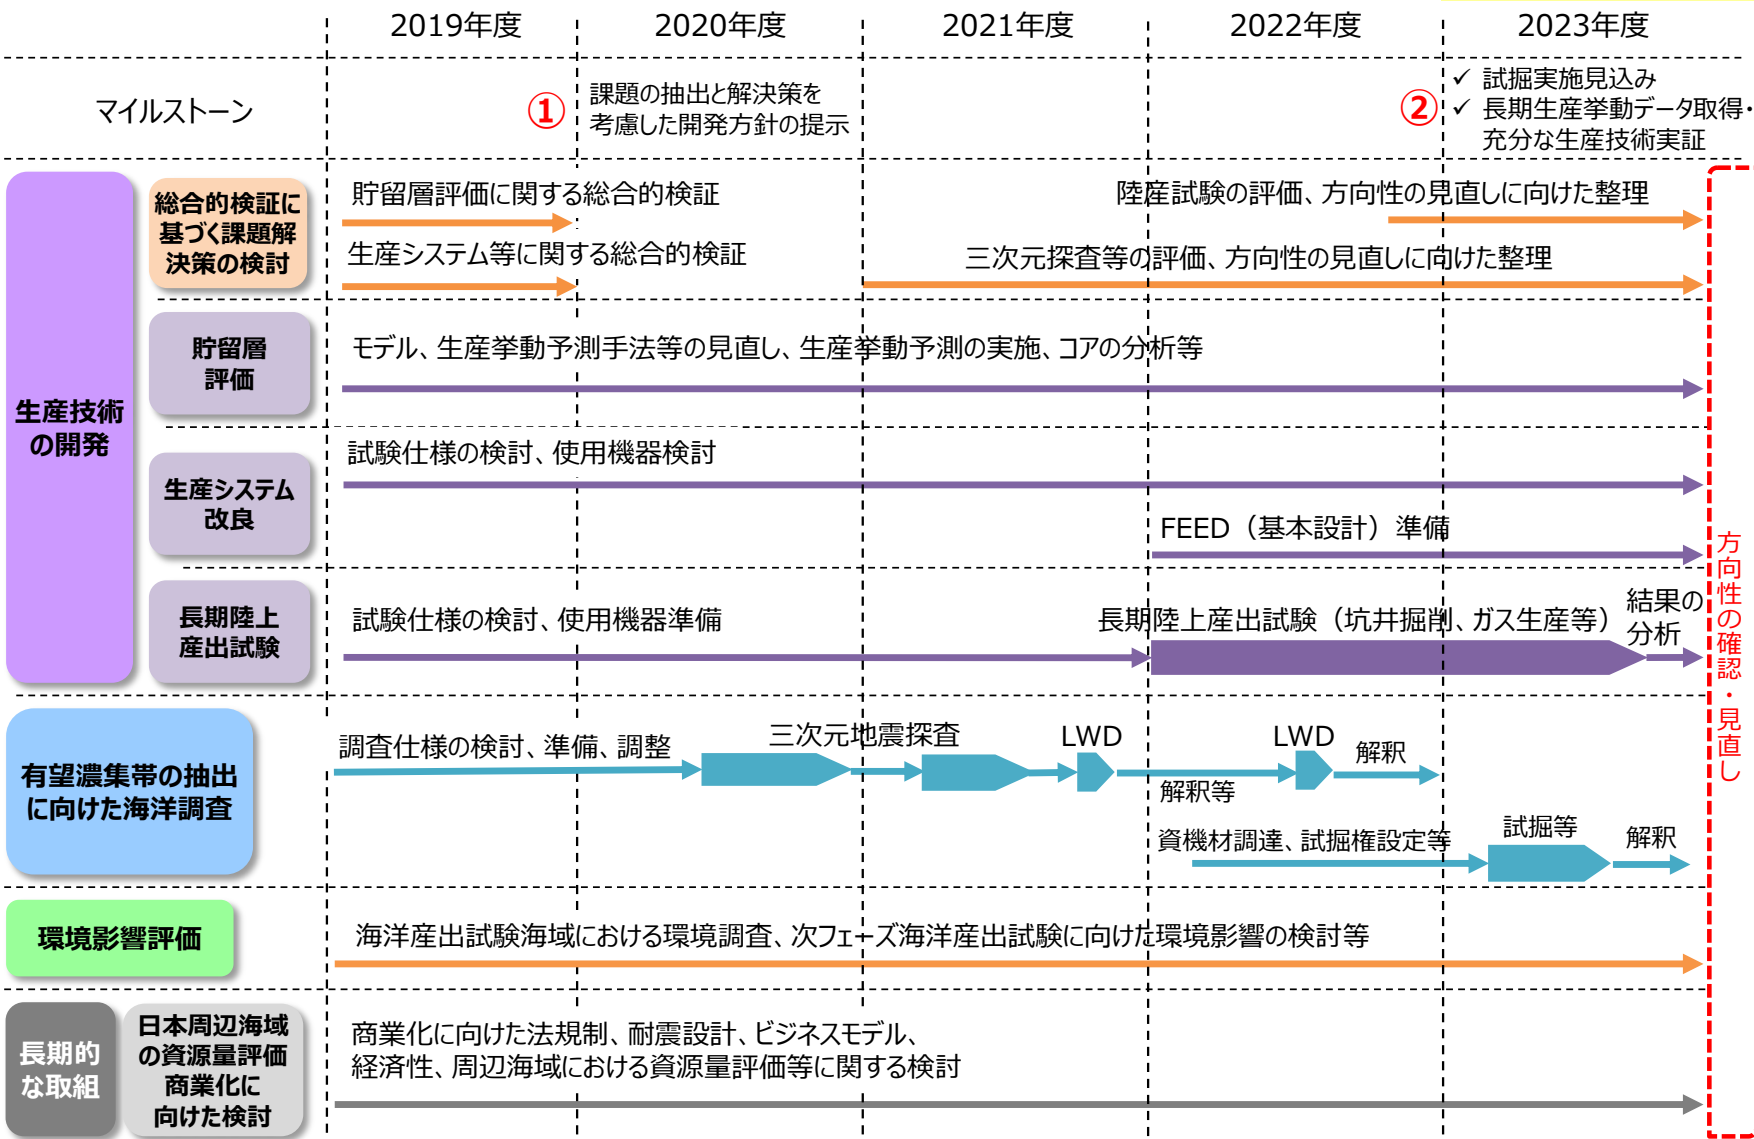 2019年度
2020年度
2021年度
2022年度
2023年度
マイルストーン
①
課題の抽出と解決策を
考慮した開発方針の提示
②
✓ 試掘実施見込み
✓ 長期生産挙動データ取得・
充分な生産技術実証
生産技術
の開発
総合的検証に
基づく課題解
決策の検討
貯留層評価に関する総合的検証
陸産試験の評価、方向性の見直しに向けた整理
生産システム等に関する総合的検証
三次元探査等の評価、方向性の見直しに向けた整理
貯留層
評価
モデル、生産挙動予測手法等の見直し、生産挙動予測の実施、コアの分析等
生産システム
改良
試験仕様の検討、使用機器検討
FEED（基本設計）準備
長期陸上
産出試験
試験仕様の検討、使用機器準備
長期陸上産出試験（坑井掘削、ガス生産等）
結果の
分析
有望濃集帯の抽出
に向けた海洋調査
調査仕様の検討、準備、調整
三次元地震探査
LWD
解釈等
LWD
解釈
資機材調達、試掘権設定等
試掘等
解釈
環境影響評価
海洋産出試験海域における環境調査、次フェーズ海洋産出試験に向けた環境影響の検討等
長期的
な取組
日本周辺海域
の資源量評価
商業化に
向けた検討
商業化に向けた法規制、耐震設計、ビジネスモデル、
経済性、周辺海域における資源量評価等に関する検討
方向性の確認・見直し